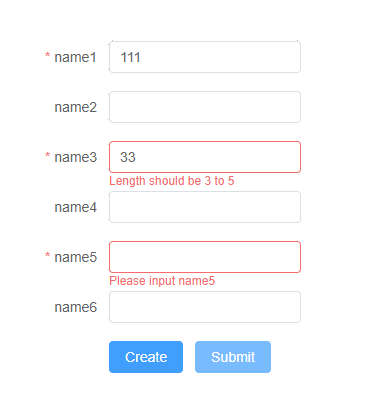 * name1 111
name2
* name3 33
Length should be 3 to 5
name4
* name5
Please input name5
name6
Create Submit